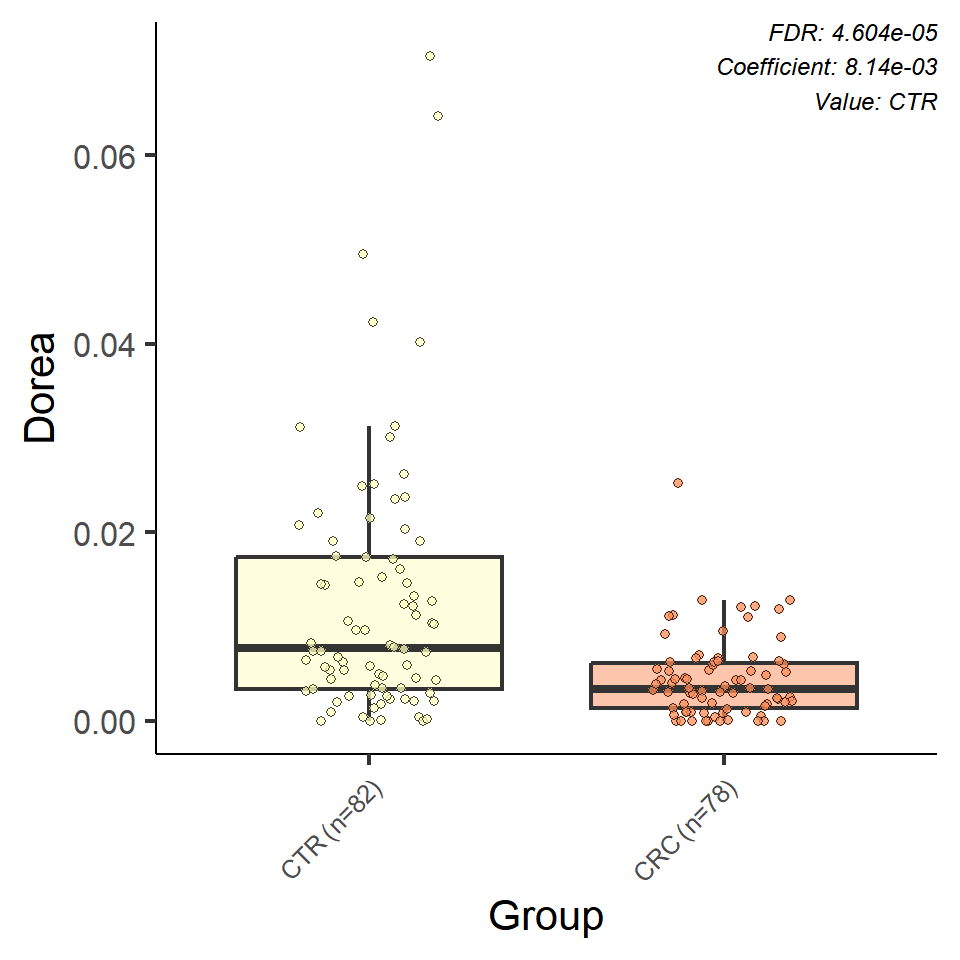 FDR: 4.604e-05
Coefficient: 8.14e-03
Value: CTR
Dorea
0.06
0.04
0.02
0.00
CTR (n=82)
CRC (n=78)
Group